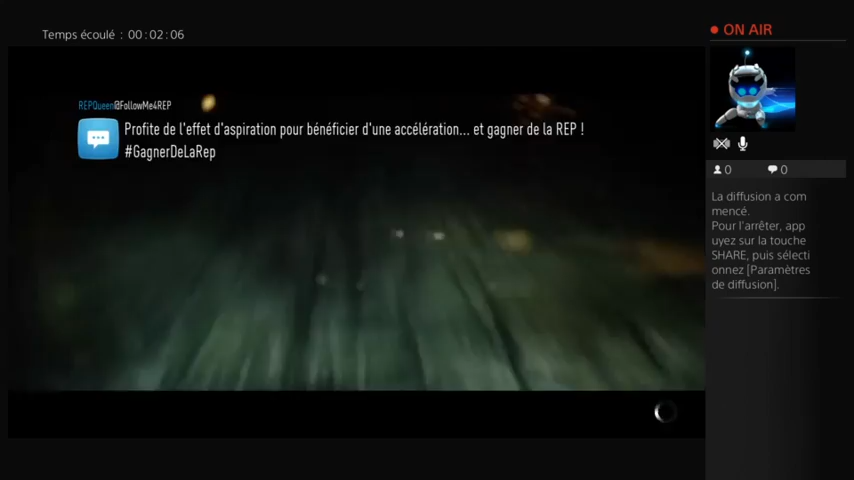 Temps écoulé : 00:02:06
ON AIR
REPQueen@FollowMe4REP
Profite de l'effet d'aspiration pour bénéficier d'une accélération... et gagner de la REP !
#GagnerDeLaRep
0 0
La diffusion a com
mencé.
Pour l'arrêter, app
uyez sur la touche
SHARE, puis sélecti
onnez [Paramètres
de diffusion].